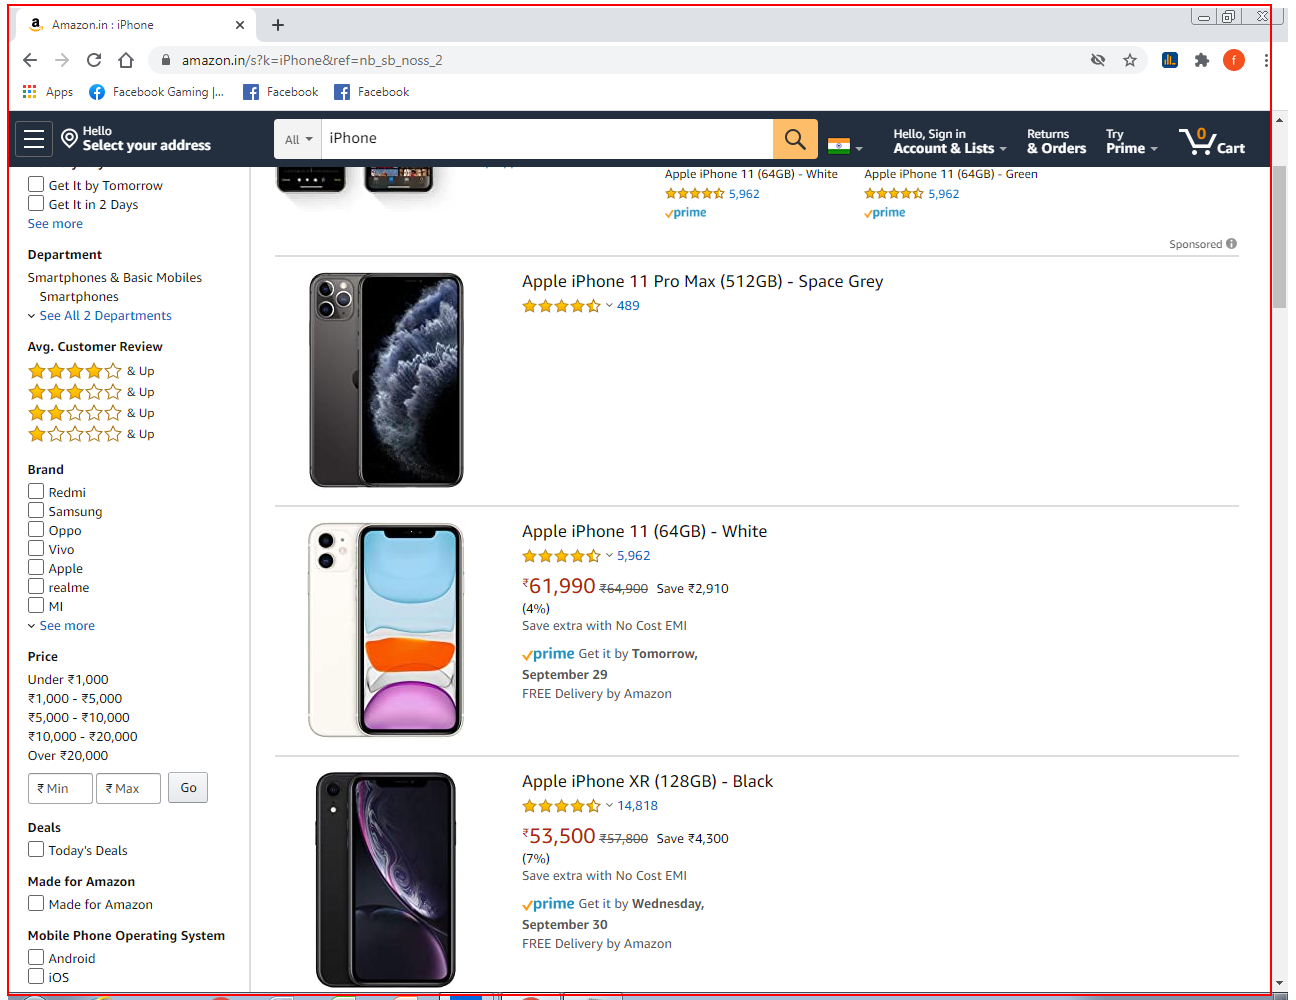 Amazon.in : iPhone
amazon.in/s?k=iPhone&ref=nb_sb_noss_2
f
Apps
Facebook Gaming |...
Facebook
Facebook
Hello
Select your address
All
iPhone
Hello, Sign in
Account & Lists
Returns
& Orders
Try
Prime
0
Cart
Get It by Tomorrow
Get It in 2 Days
See more
Department
Smartphones & Basic Mobiles
Smartphones
See All 2 Departments
Avg. Customer Review
& Up
& Up
& Up
& Up
Brand
Redmi
Samsung
Oppo
Vivo
Apple
realme
MI
See more
Price
Under ₹1,000
₹1,000 - ₹5,000
₹5,000 - ₹10,000
₹10,000 - ₹20,000
Over ₹20,000
₹ Min
₹ Max
Go
Deals
Today's Deals
Made for Amazon
Made for Amazon
Mobile Phone Operating System
Android
iOS
Apple iPhone 11 (64GB) - White
5,962
prime
Apple iPhone 11 (64GB) - Green
5,962
prime
Sponsored
Apple iPhone 11 Pro Max (512GB) - Space Grey
489
Apple iPhone 11 (64GB) - White
5,962
₹61,990 ₹64,900 Save ₹2,910
(4%)
Save extra with No Cost EMI
prime Get it by Tomorrow,
September 29
FREE Delivery by Amazon
Apple iPhone XR (128GB) - Black
14,818
₹53,500 ₹57,800 Save ₹4,300
(7%)
Save extra with No Cost EMI
prime Get it by Wednesday,
September 30
FREE Delivery by Amazon